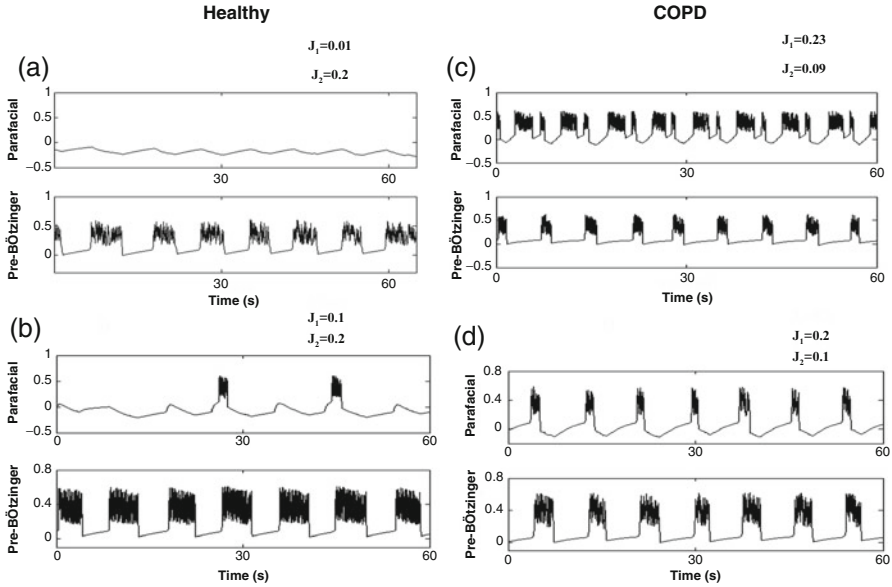 Healthy
COPD
(a)
J1=0.01
J2=0.2
Parafacial
1
0.5
0
−0.5
30
Pre-BÖtzinger
1
0.5
0
0
30
Time (s)
(b)
J1=0.1
J2=0.2
Parafacial
1
0.5
0
−0.5
0
30
60
Pre-BÖtzinger
0.8
0.4
0
0
30
60
Time (s)
(c)
J1=0.23
J2=0.09
Parafacial
1
0.5
0
−0.5
0
30
60
Pre-BÖtzinger
1
0.5
0
−0.5
0
30
60
Time (s)
(d)
J1=0.2
J2=0.1
Parafacial
0.8
0.4
0
0
30
60
Pre-BÖtzinger
0.8
0.4
0
0
30
60
Time (s)